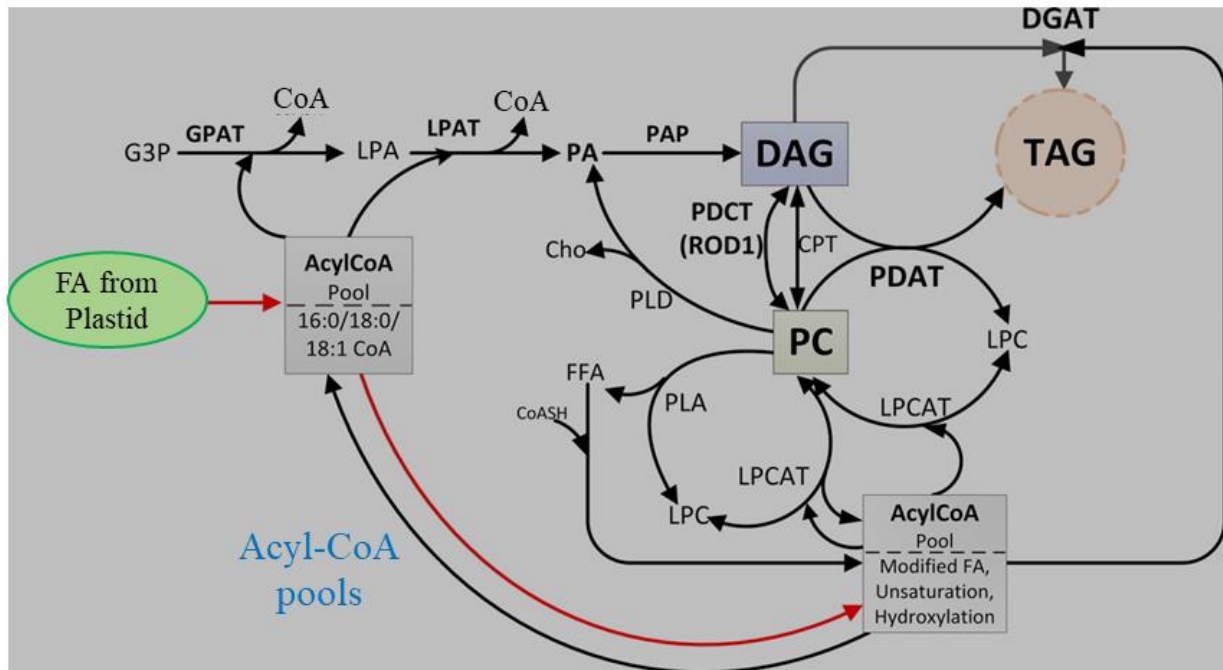 DGAT
CoA
CoA
GPAT
LPAT
PAP
G3P
LPA
PA
DAG
TAG
PDCT
(ROD1)
CPT
Cho
PLD
PDAT
AcylCoA
Pool
16:0/18:0/
18:1 CoA
FA from
Plastid
PC
LPC
FFA
PLA
CoASH
LPCAT
LPCAT
LPC
AcylCoA
Pool
Modified FA,
Unsaturation,
Hydroxylation
Acyl-CoA
pools